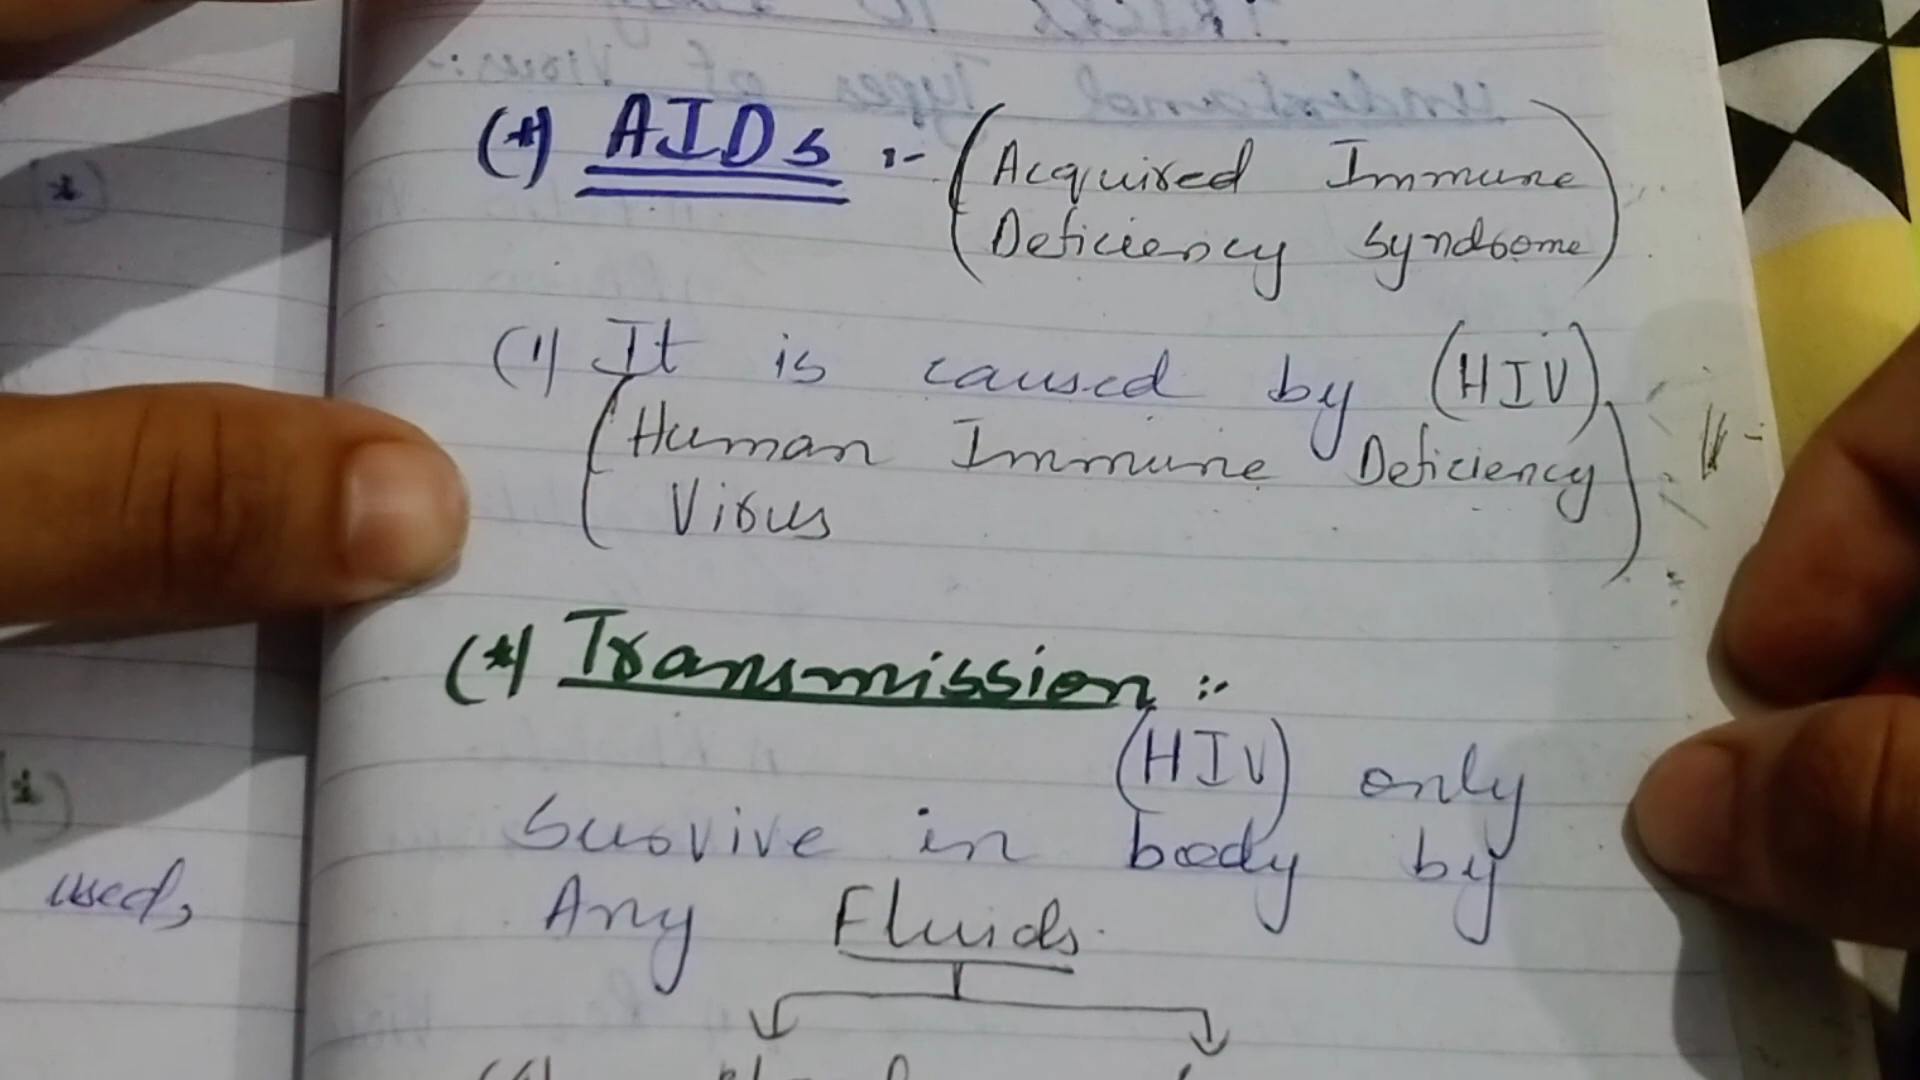 (*) AIDs :- (Acquired Immune
Deficiency Syndrome)
(1) It is caused by (HIV)
(Human Immune Deficiency
Virus)
(*) Transmission :-
(HIV) only
Survive in body by
Any Fluids.
(*)
(*)
used,